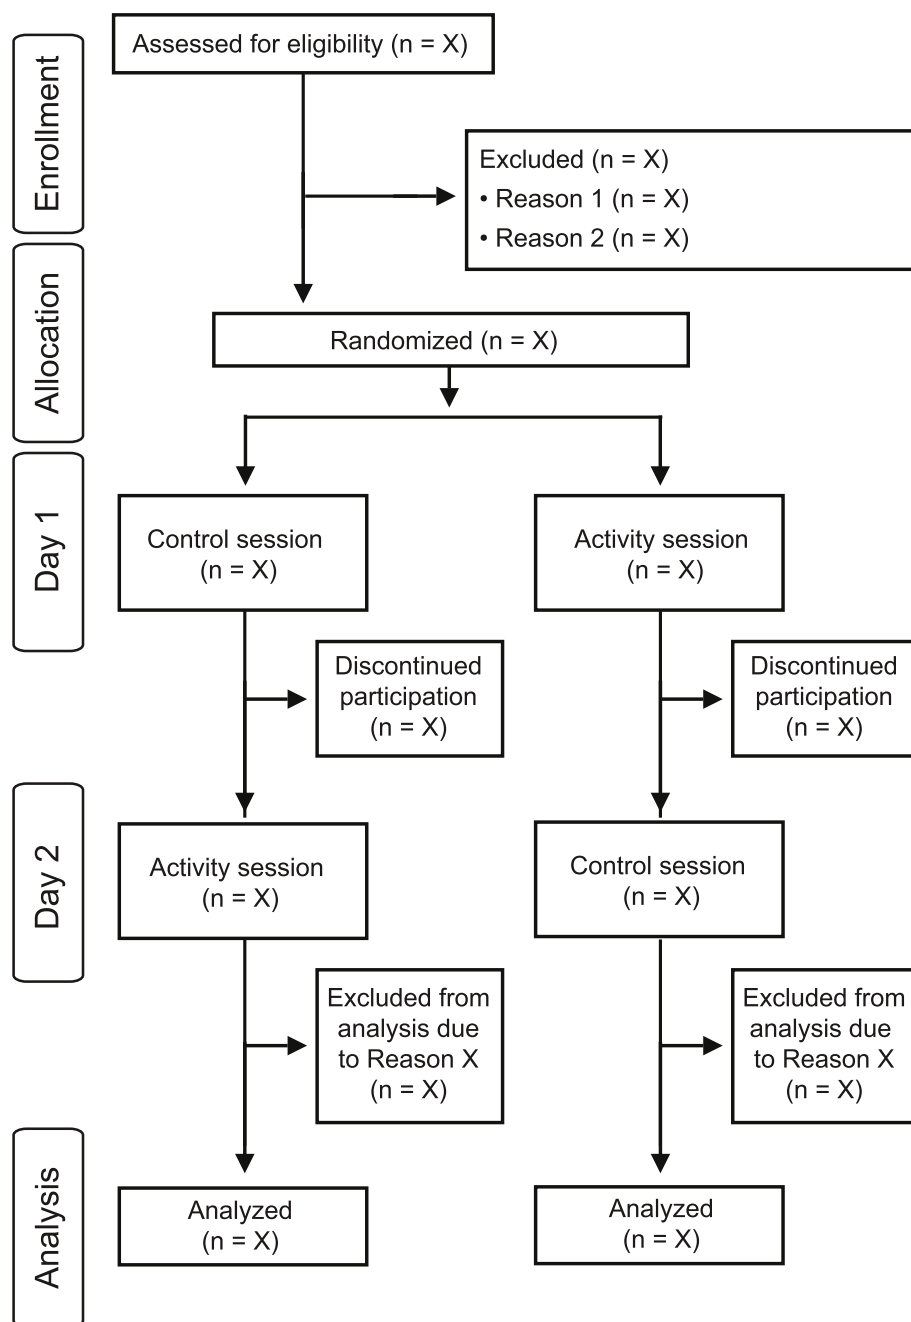 Enrollment
Assessed for eligibility (n = X)
Excluded (n = X)
• Reason 1 (n = X)
• Reason 2 (n = X)
Allocation
Randomized (n = X)
Day 1
Control session
(n = X)
Activity session
(n = X)
Discontinued
participation
(n = X)
Discontinued
participation
(n = X)
Day 2
Activity session
(n = X)
Control session
(n = X)
Excluded from
analysis due
to Reason X
(n = X)
Excluded from
analysis due
to Reason X
(n = X)
Analysis
Analyzed
(n = X)
Analyzed
(n = X)